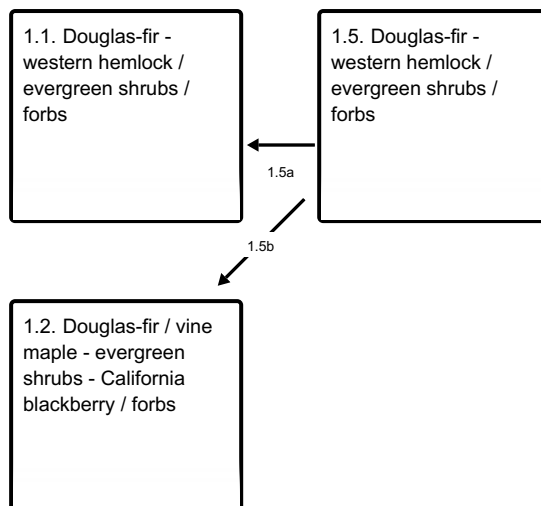 1.1. Douglas-fir -
western hemlock /
evergreen shrubs /
forbs
1.5. Douglas-fir -
western hemlock /
evergreen shrubs /
forbs
1.5a
1.5b
1.2. Douglas-fir / vine
maple - evergreen
shrubs - California
blackberry / forbs